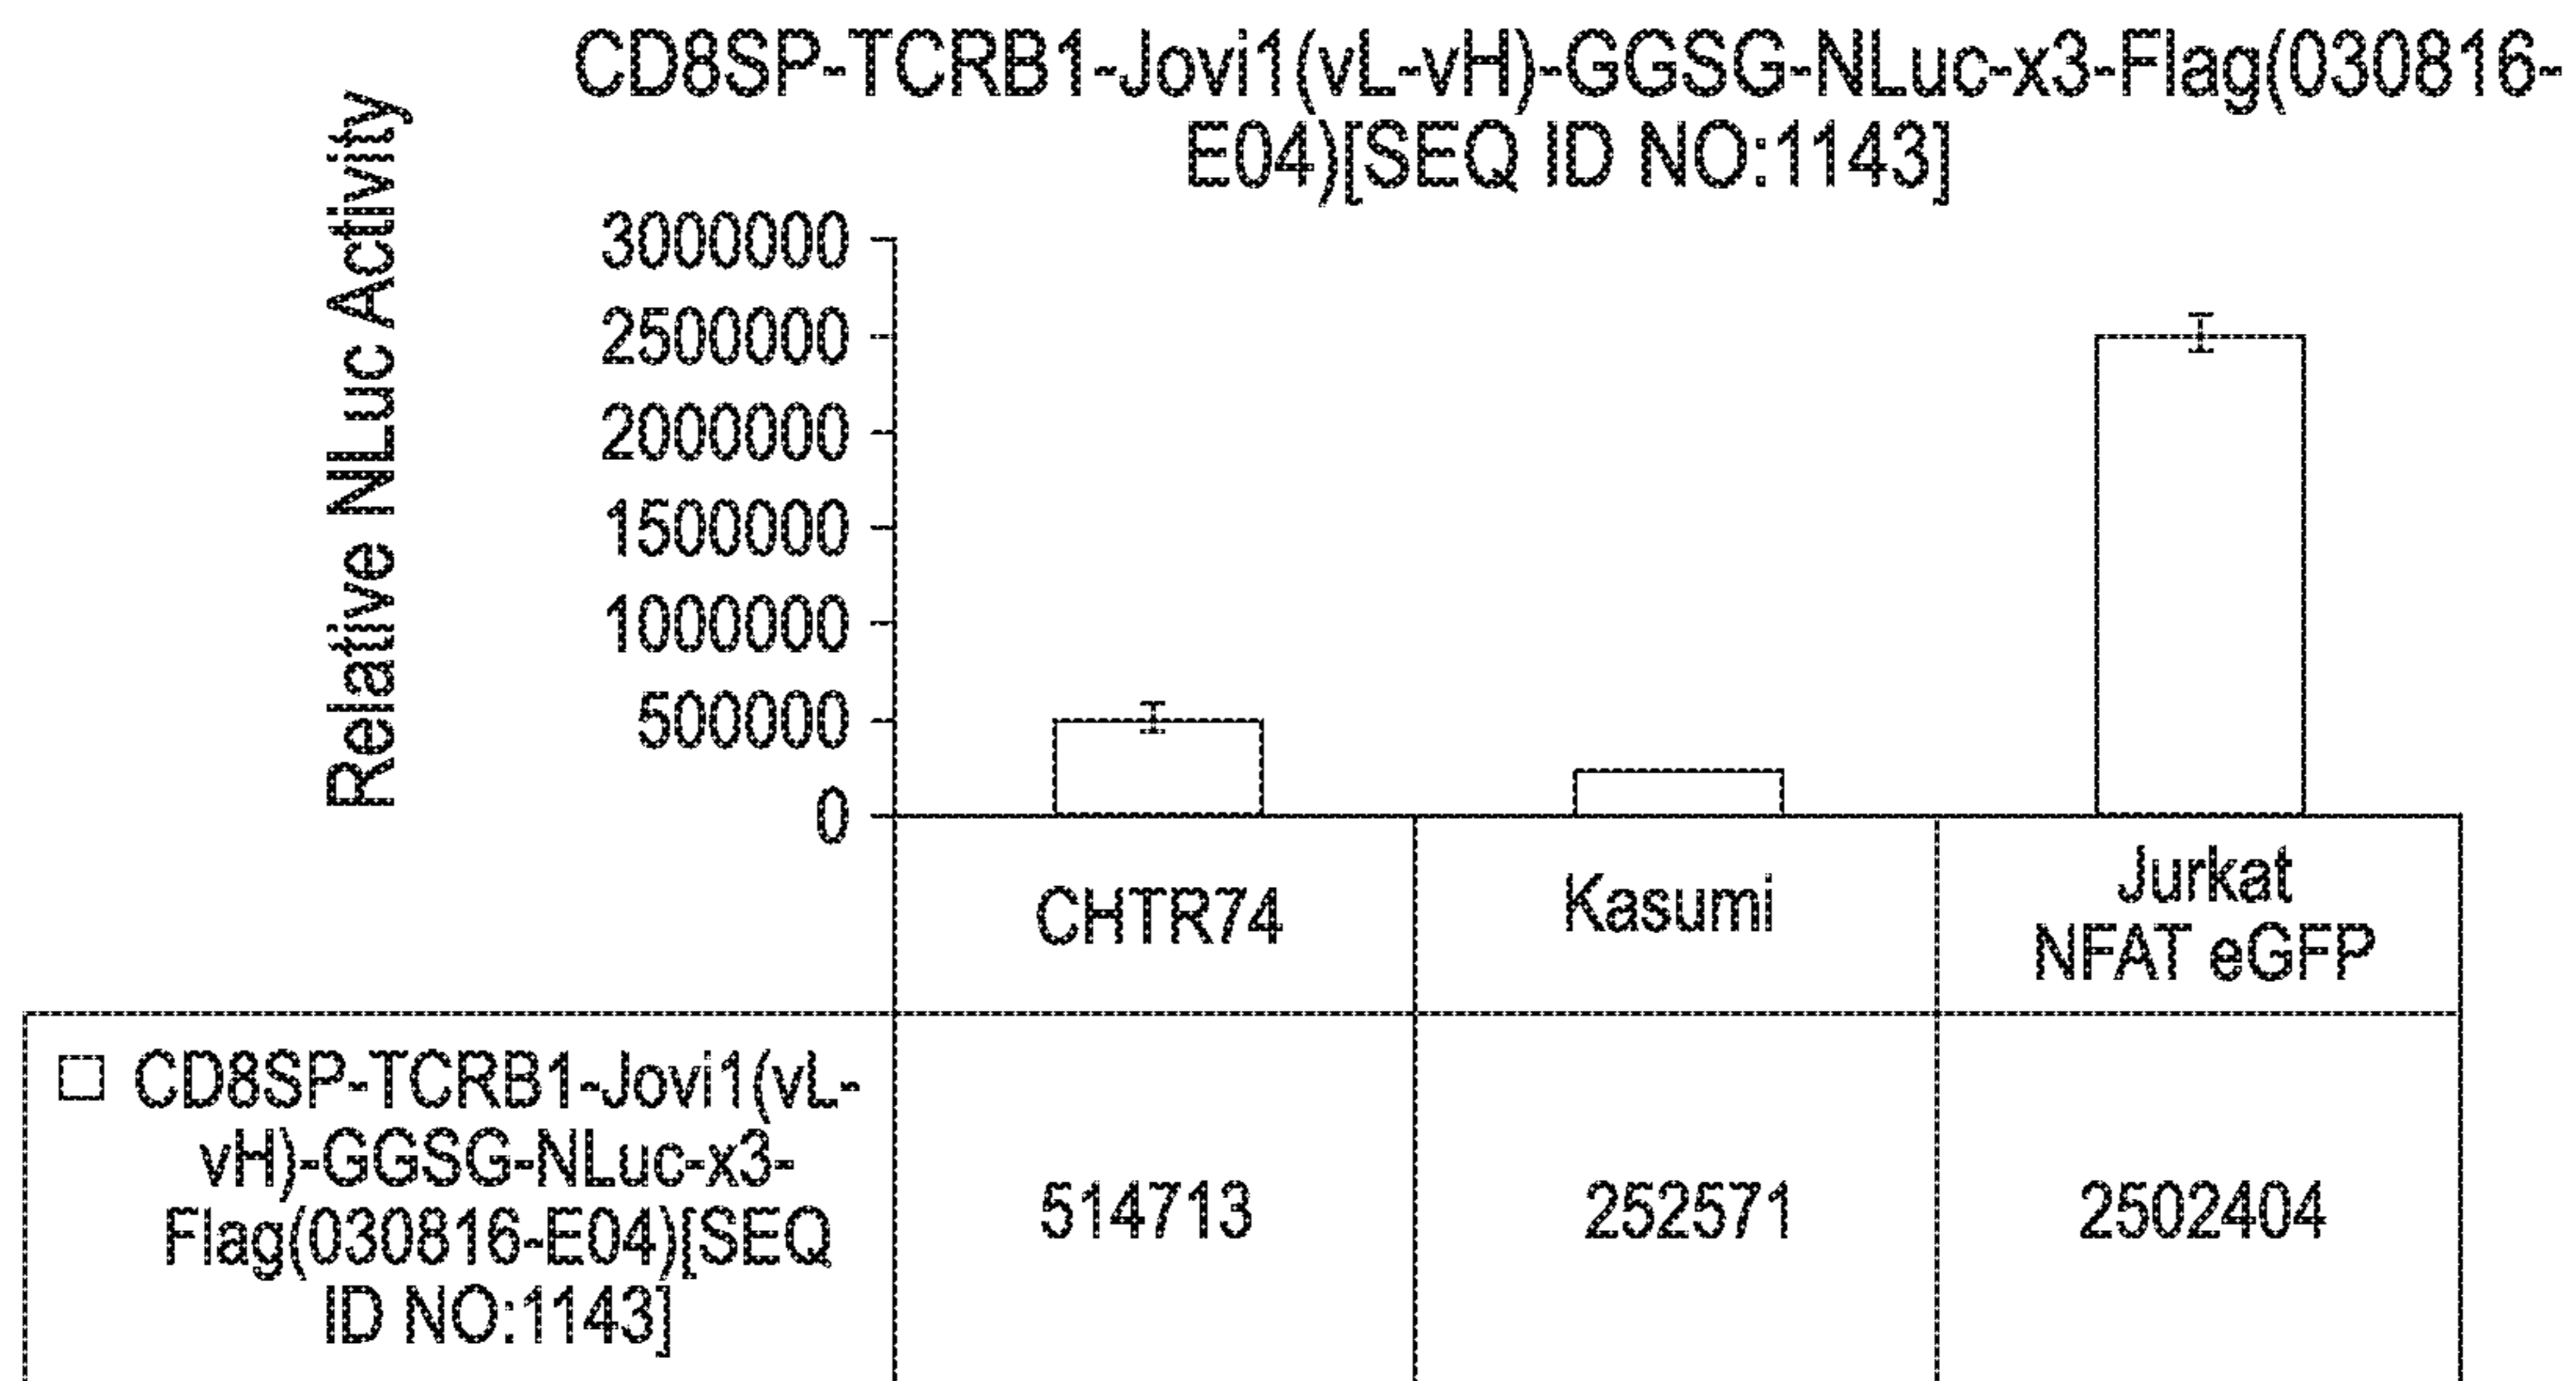 CD8SP-TCRB1-Jovi1(vL-vH)-GGSG-NLuc-x3-Flag(030816-
E04)[SEQ ID NO:1143]
Relative NLuc Activity
3000000
2500000
2000000
1500000
1000000
500000
0
CHTR74
Kasumi
Jurkat
NFAT eGFP
CD8SP-TCRB1-Jovi1(vL-
vH)-GGSG-NLuc-x3-
Flag(030816-E04)[SEQ
ID NO:1143]
514713
252571
2502404